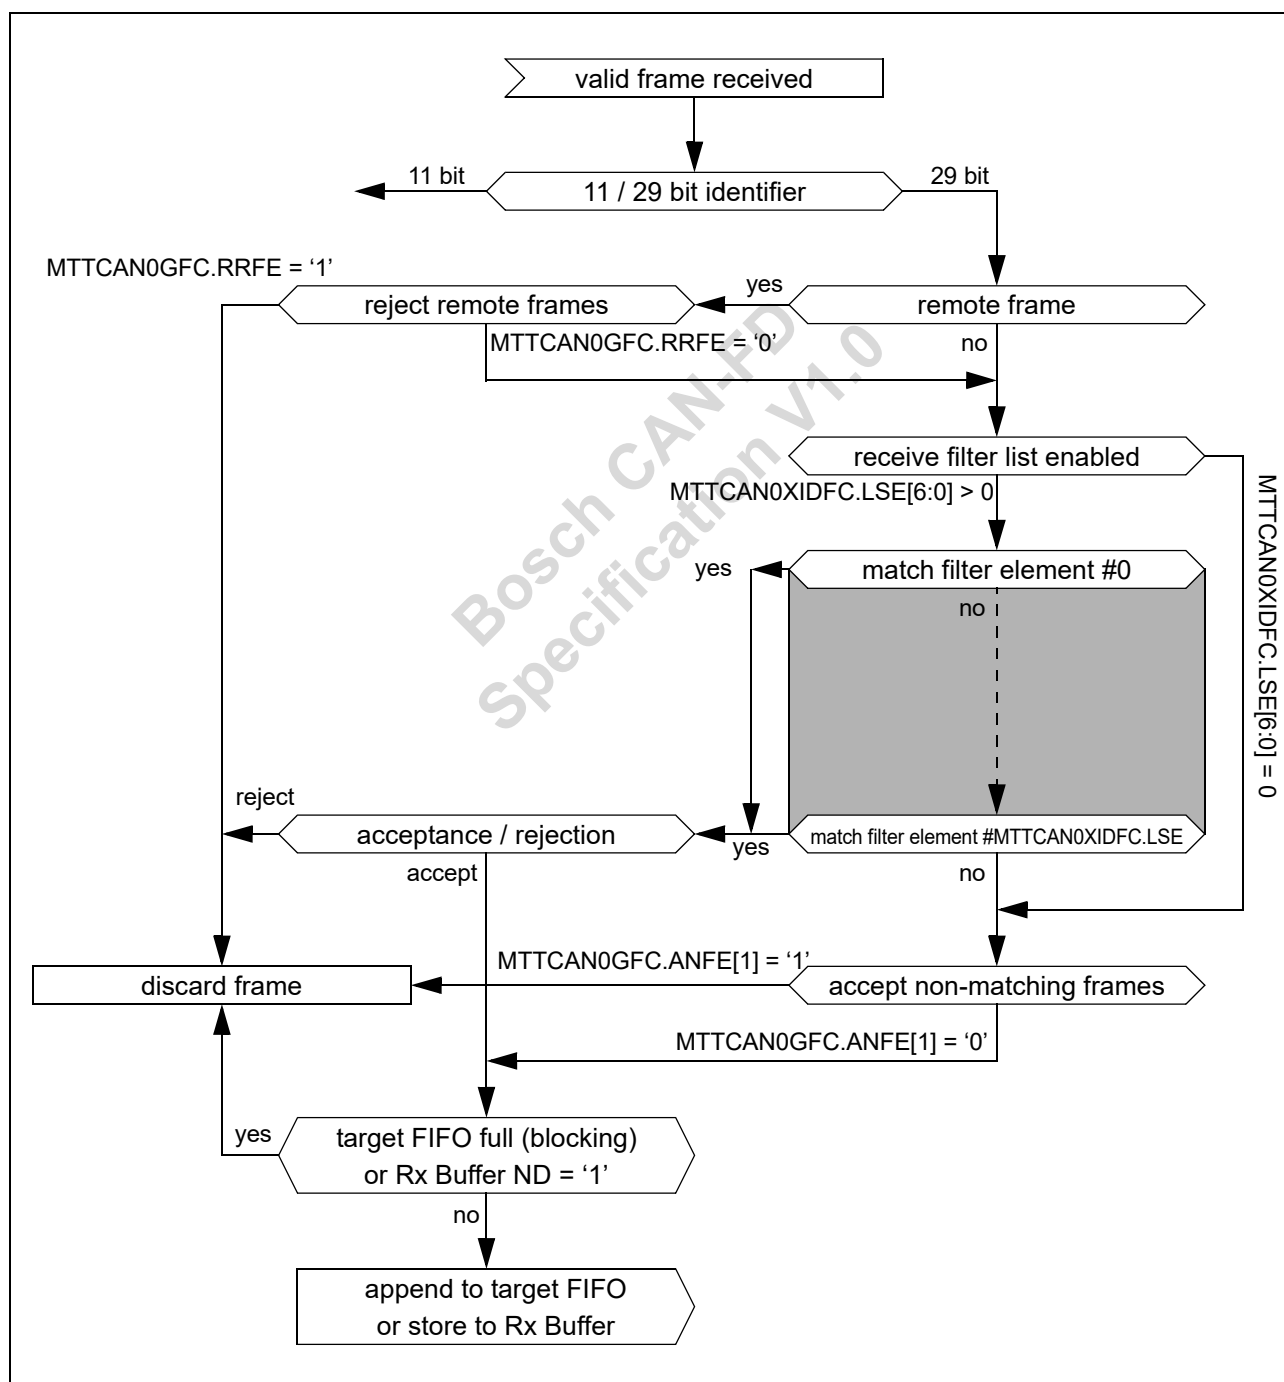 valid frame received
11 bit
11 / 29 bit identifier
29 bit
MTTCAN0GFC.RRFE = ‘1’
reject remote frames
yes
remote frame
MTTCAN0GFC.RRFE = ‘0’
no
receive filter list enabled
MTTCAN0XIDFC.LSE[6:0] > 0
MTTCAN0XIDFC.LSE[6:0] = 0
yes
match filter element #0
no
Bosch CAN-FD
Specification V1.0
reject
acceptance / rejection
yes
match filter element #MTTCAN0XIDFC.LSE
accept
no
MTTCAN0GFC.ANFE[1] = ‘1’
discard frame
accept non-matching frames
MTTCAN0GFC.ANFE[1] = ‘0’
yes
target FIFO full (blocking)
or Rx Buffer ND = ‘1’
no
append to target FIFO
or store to Rx Buffer